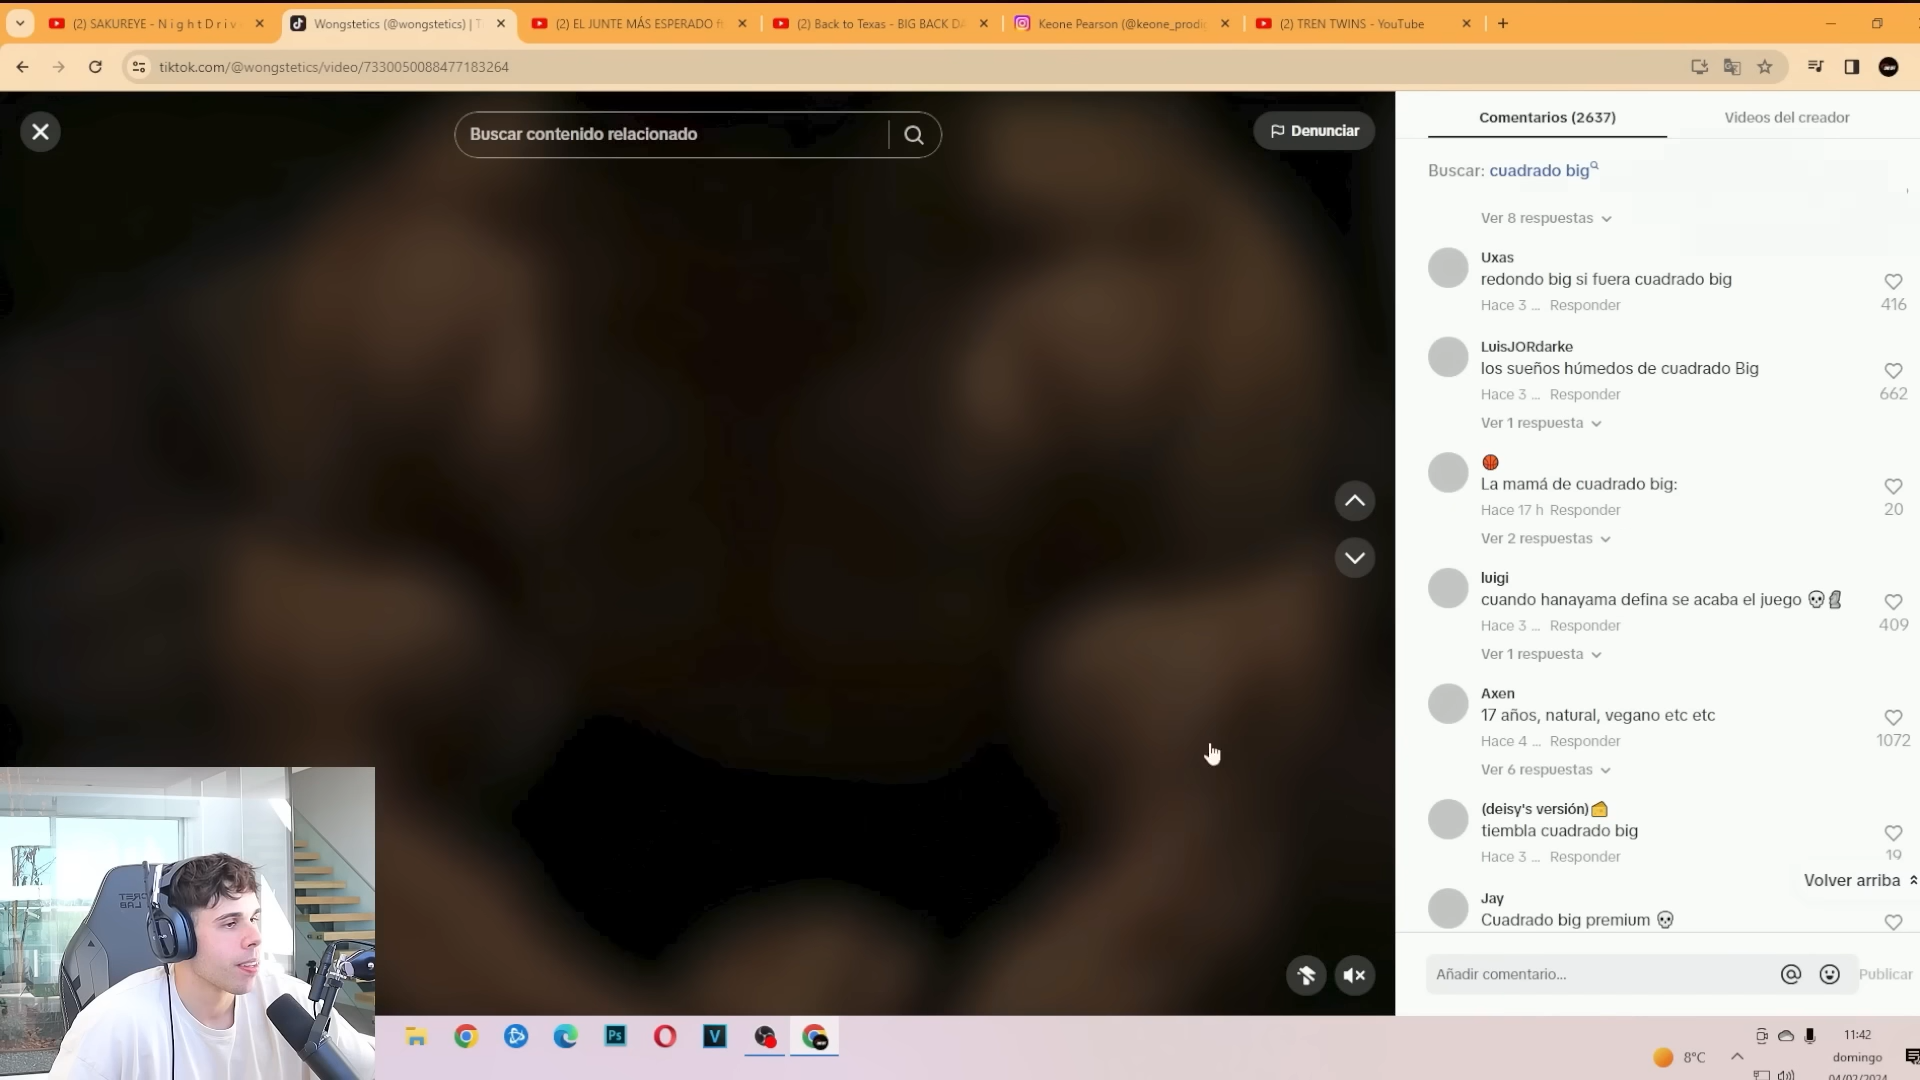 (2) SAKUREYE - N i g h t D r i v
Wongstetics (@wongstetics) | T
(2) EL JUNTE MÁS ESPERADO f
(2) Back to Texas - BIG BACK DA
Keone Pearson (@keone_prodig
(2) TREN TWINS - YouTube
tiktok.com/@wongstetics/video/7330050088477183264
Buscar contenido relacionado
Denunciar
Comentarios (2637)
Videos del creador
Buscar: cuadrado big
Ver 8 respuestas
Uxas
redondo big si fuera cuadrado big
Hace 3 ... Responder
416
LuisJORdarke
los sueños húmedos de cuadrado Big
Hace 3 ... Responder
662
Ver 1 respuesta
🏀
La mamá de cuadrado big:
Hace 17 h Responder
20
Ver 2 respuestas
luigi
cuando hanayama defina se acaba el juego 💀🗿
Hace 3 ... Responder
409
Ver 1 respuesta
Axen
17 años, natural, vegano etc etc
Hace 4 ... Responder
1072
Ver 6 respuestas
(deisy's versión)🧀
tiembla cuadrado big
Hace 3 ... Responder
19
Volver arriba
Jay
Cuadrado big premium 💀
Añadir comentario...
Publicar
Ps
V
11:42
8°C
domingo
04/02/2024